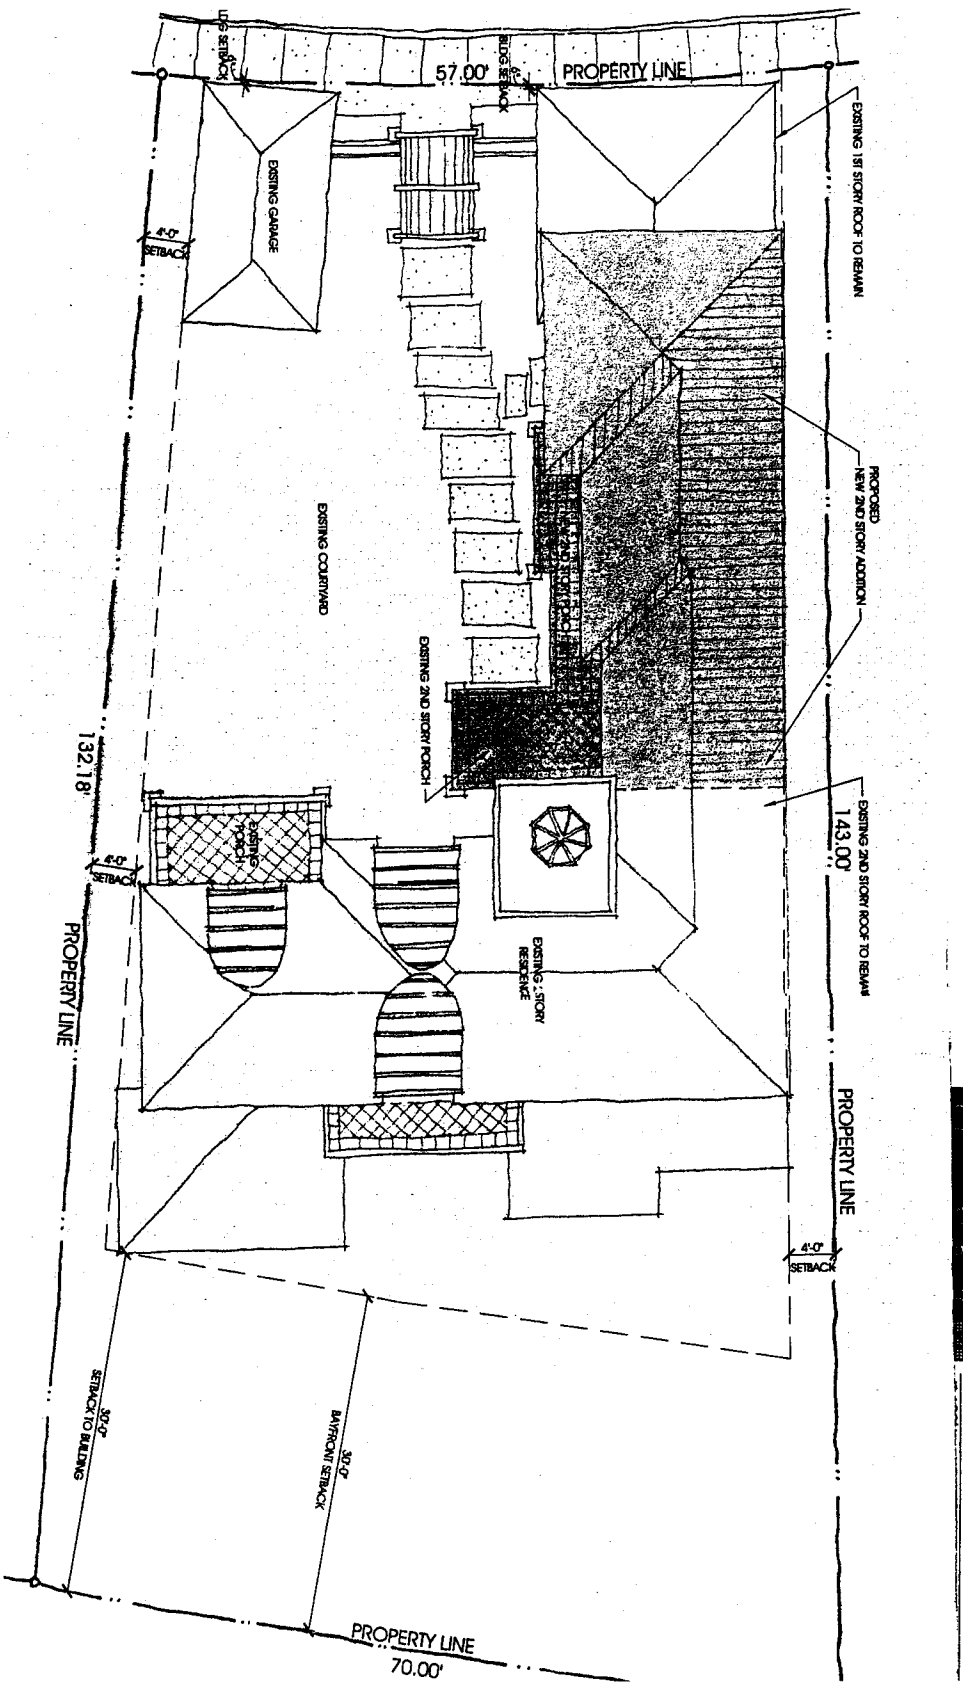 57.00'
PROPERTY LINE
BLDG SETBACK
EXISTING 1ST STORY ROOF TO REMAIN
EXISTING GARAGE
4'-0"
SETBACK
PROPOSED
NEW 2ND STORY ADDITION
EXISTING COURTYARD
2ND STORY PORCH
EXISTING 2ND STORY PORCH
132.18'
EXISTING 2ND STORY ROOF TO REMAIN
143.00'
EXISTING
PORCH
4'-0"
SETBACK
PROPERTY LINE
EXISTING STORY
RESIDENCE
PROPERTY LINE
4'-0"
SETBACK
30'-0"
SETBACK TO BUILDING
30'-0"
BAYFRONT SETBACK
PROPERTY LINE
70.00'